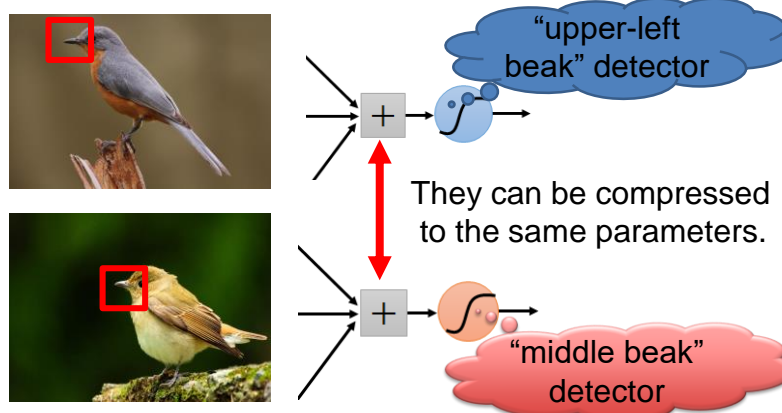 “upper-left
beak” detector
+
They can be compressed
to the same parameters.
+
“middle beak”
detector